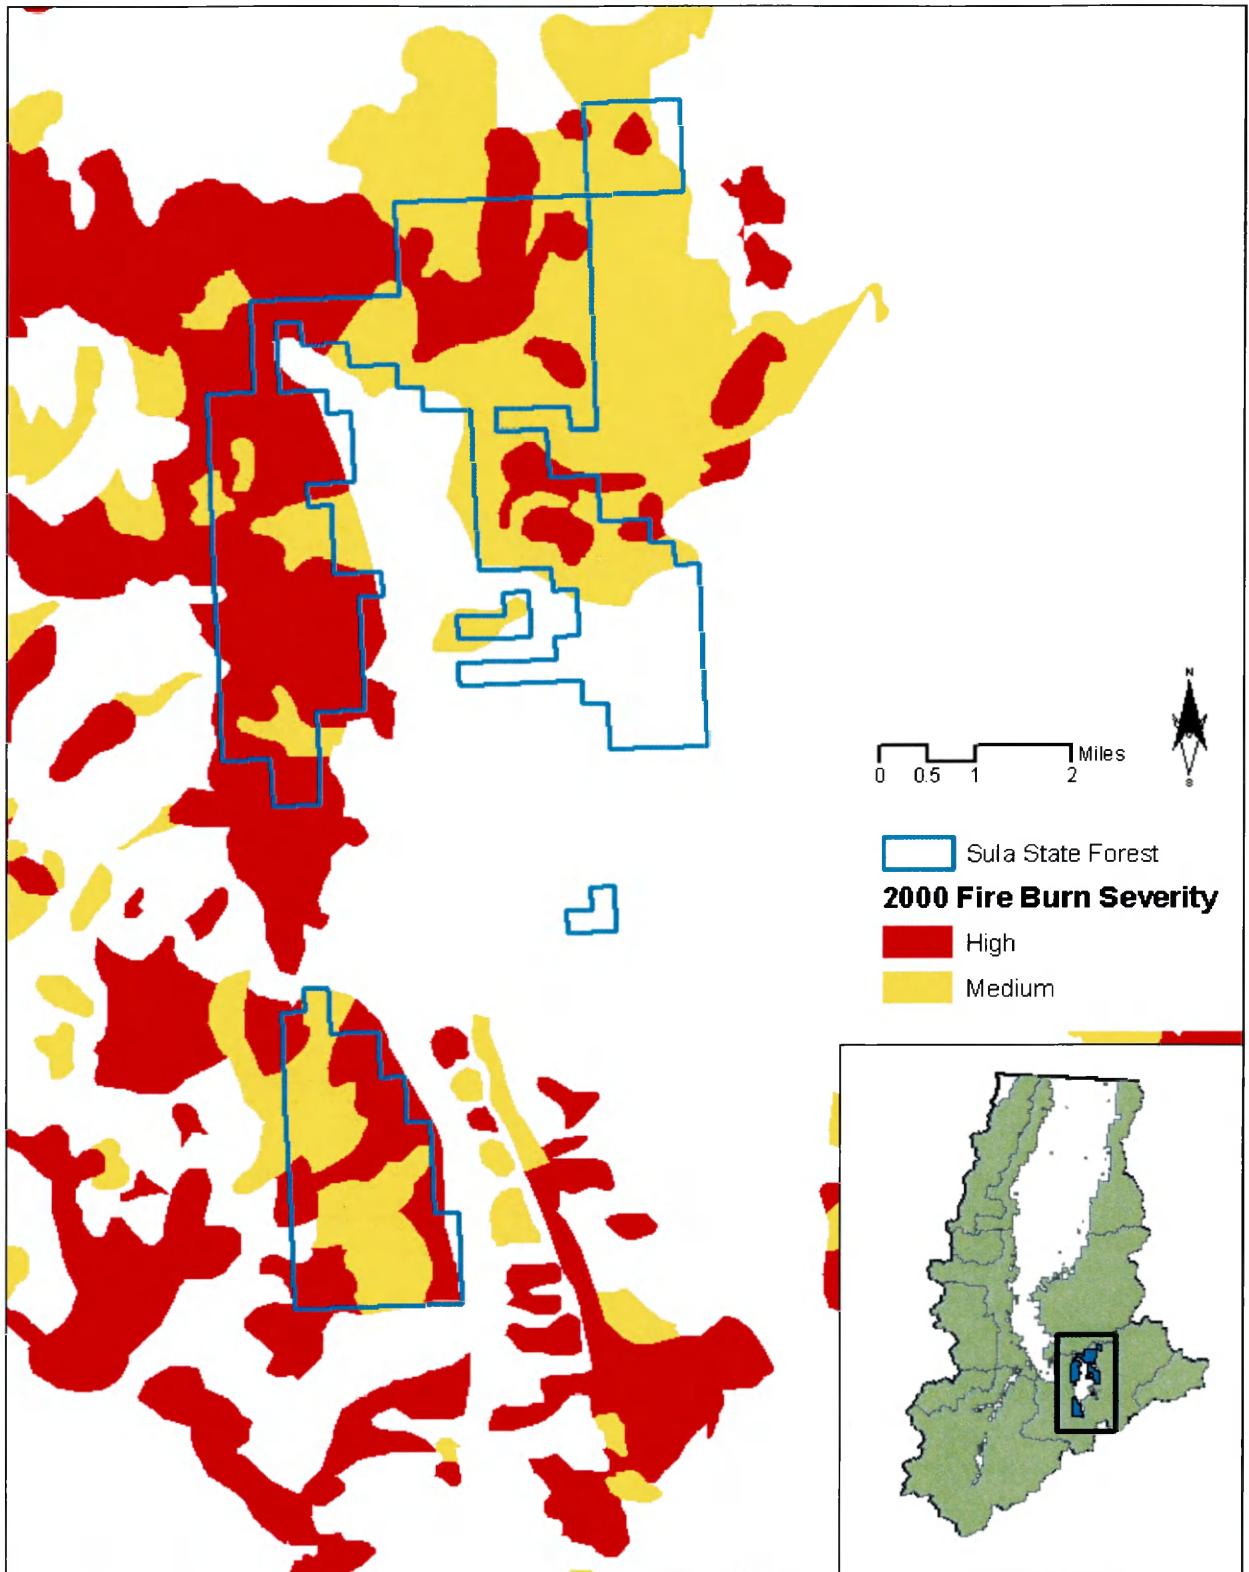 N
Miles
0 0.5 1 2
S
Sula State Forest
2000 Fire Burn Severity
High
Medium